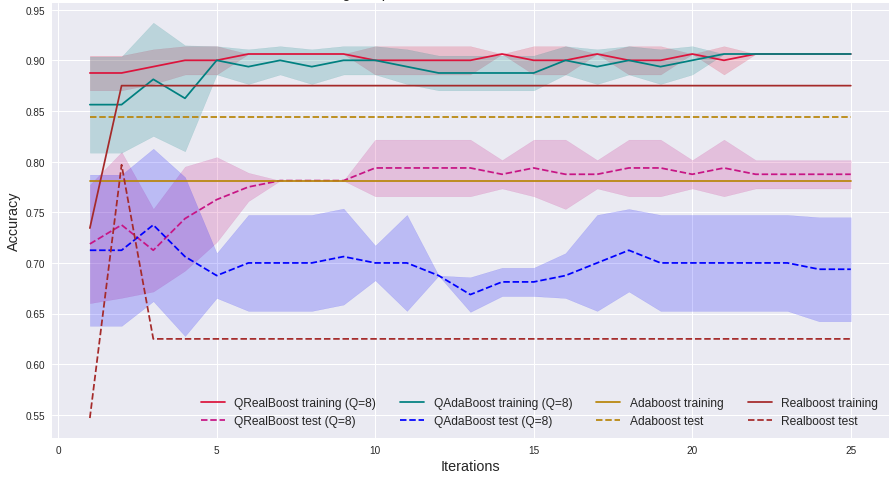 0.95
0.90
0.85
0.80
0.75
0.70
0.65
0.60
0.55
Accuracy
0 5 10 15 20 25
Iterations
QRealBoost training (Q=8) QAdaBoost training (Q=8) Adaboost training Realboost training
QRealBoost test (Q=8) QAdaBoost test (Q=8) Adaboost test Realboost test